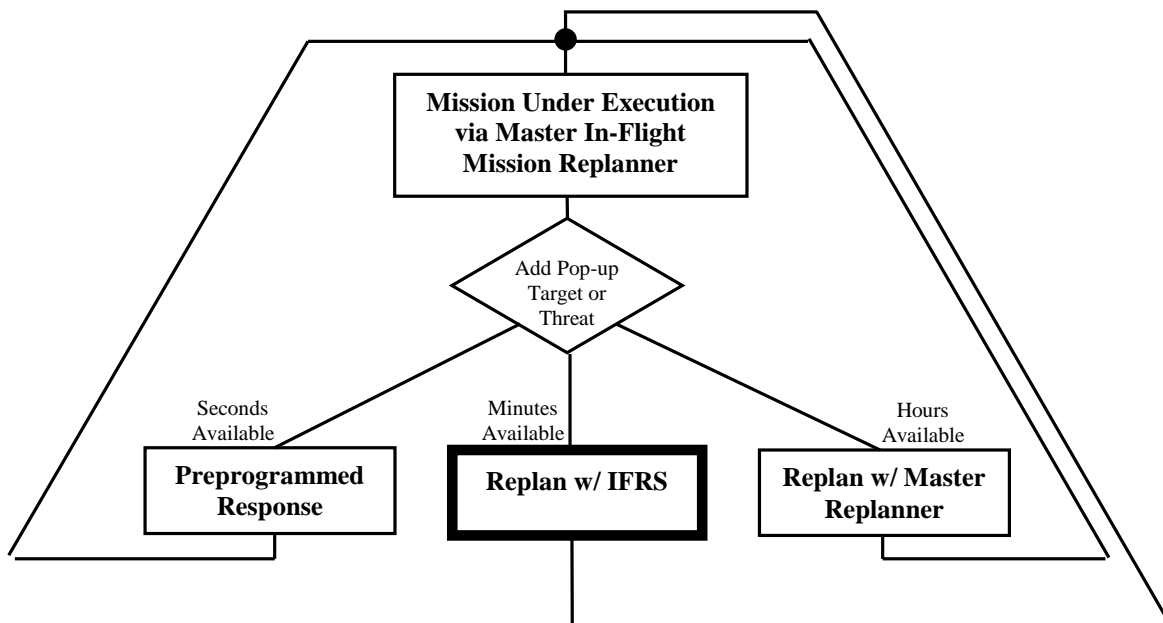 Mission Under Execution
via Master In-Flight
Mission Replanner
Add Pop-up
Target or
Threat
Seconds
Available
Minutes
Available
Hours
Available
Preprogrammed
Response
Replan w/ IFRS
Replan w/ Master
Replanner